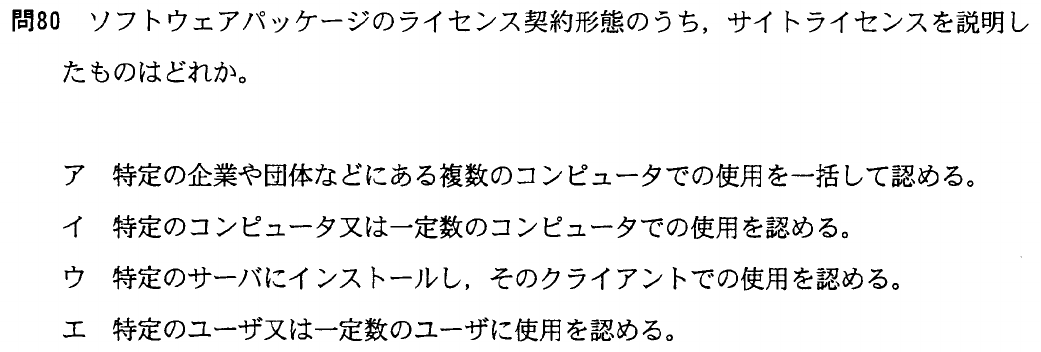 問80　ソフトウェアパッケージのライセンス契約形態のうち，サイトライセンスを説明し
たものはどれか。
ア　特定の企業や団体などにある複数のコンピュータでの使用を一括して認める。
イ　特定のコンピュータ又は一定数のコンピュータでの使用を認める。
ウ　特定のサーバにインストールし，そのクライアントでの使用を認める。
エ　特定のユーザ又は一定数のユーザに使用を認める。